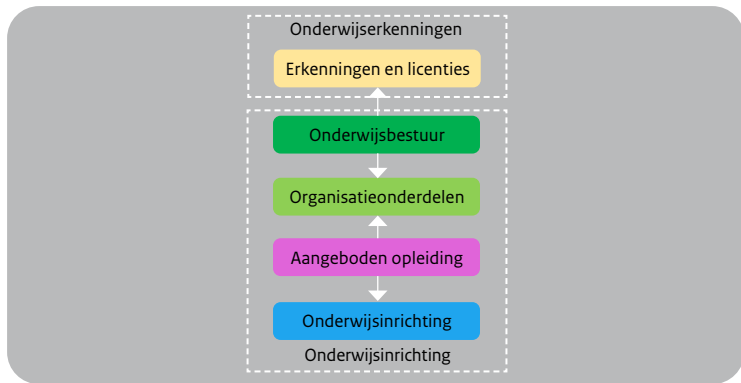 Onderwijserkenningen
Erkenningen en licenties
Onderwijsbestuur
Organisatieonderdelen
Aangeboden opleiding
Onderwijsinrichting
Onderwijsinrichting